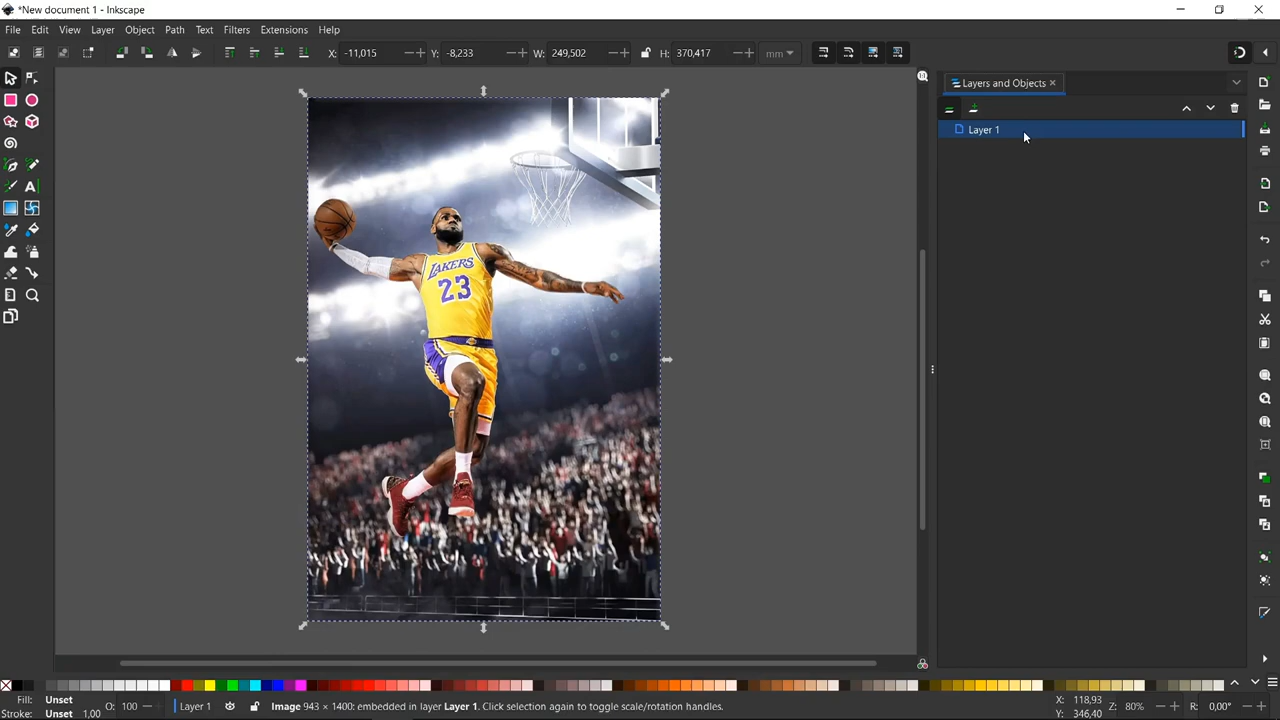 *New document 1 - Inkscape
File Edit View Layer Object Path Text Filters Extensions Help
X: -11,015 Y: -8,233 W: 249,502 H: 370,417 mm
Layers and Objects
Layer 1
LAKERS
23
Fill: Unset
Stroke: Unset 1,00
O: 100
Layer 1
Image 943 × 1400: embedded in layer Layer 1. Click selection again to toggle scale/rotation handles.
X: 118,93
Y: 346,40
Z: 80%
R: 0,00°